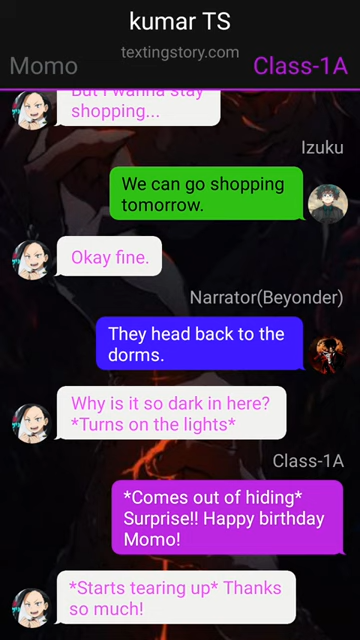 kumar TS
textingstory.com
Momo
Class-1A
But I wanna stay
shopping...
Izuku
We can go shopping
tomorrow.
Okay fine.
Narrator(Beyonder)
They head back to the
dorms.
Why is it so dark in here?
*Turns on the lights*
Class-1A
*Comes out of hiding*
Surprise!! Happy birthday
Momo!
*Starts tearing up* Thanks
so much!